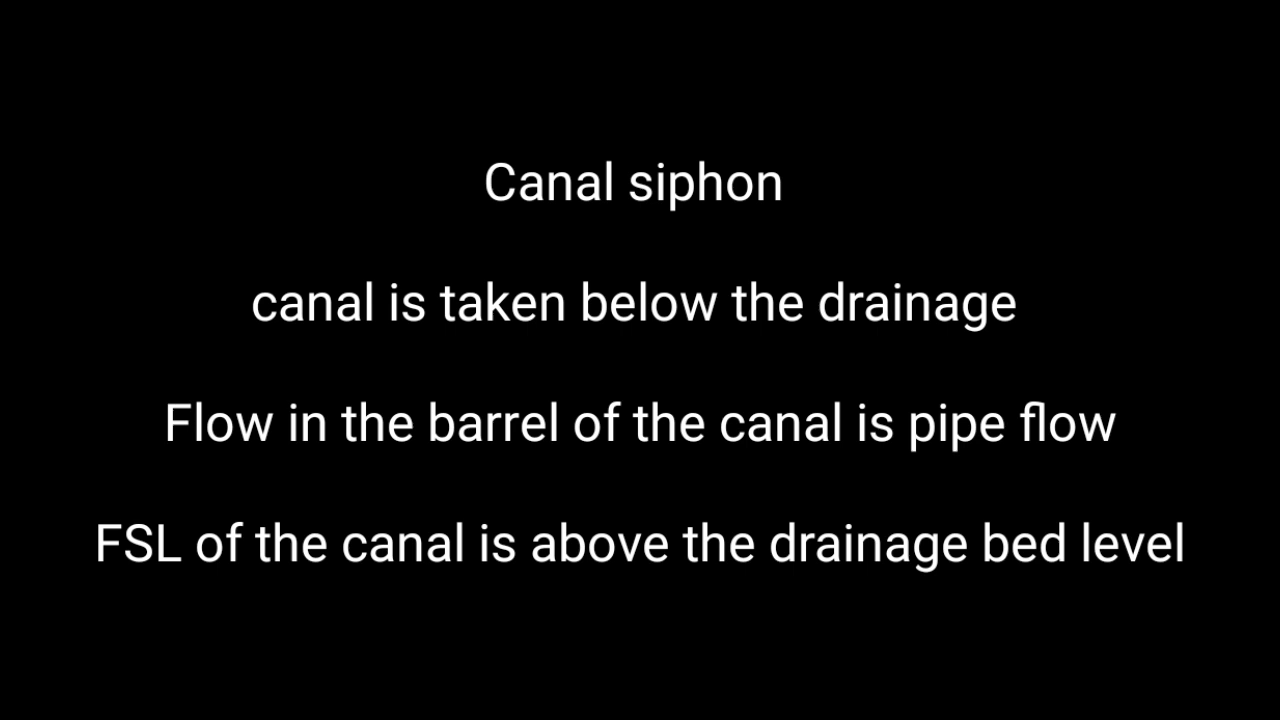 Canal siphon
canal is taken below the drainage
Flow in the barrel of the canal is pipe flow
FSL of the canal is above the drainage bed level